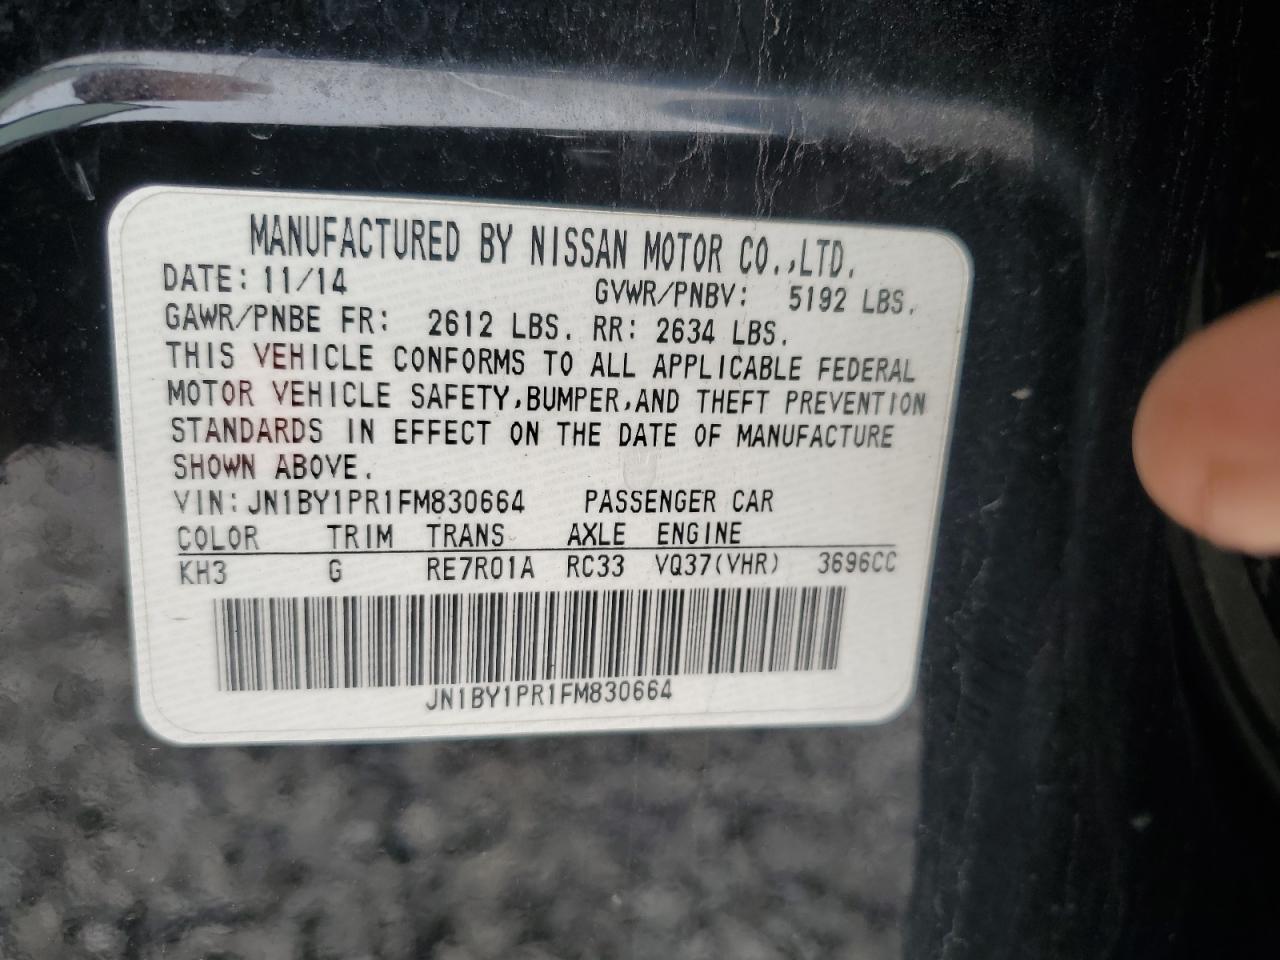 MANUFACTURED BY NISSAN MOTOR CO.,LTD.
DATE: 11/14 GVWR/PNBV: 5192 LBS.
GAWR/PNBE FR: 2612 LBS. RR: 2634 LBS.
THIS VEHICLE CONFORMS TO ALL APPLICABLE FEDERAL
MOTOR VEHICLE SAFETY,BUMPER,AND THEFT PREVENTION
STANDARDS IN EFFECT ON THE DATE OF MANUFACTURE
SHOWN ABOVE.
VIN:JN1BY1PR1FM830664 PASSENGER CAR
COLOR TRIM TRANS AXLE ENGINE
KH3 G RE7R01A RC33 VQ37(VHR) 3696CC
JN1BY1PR1FM830664